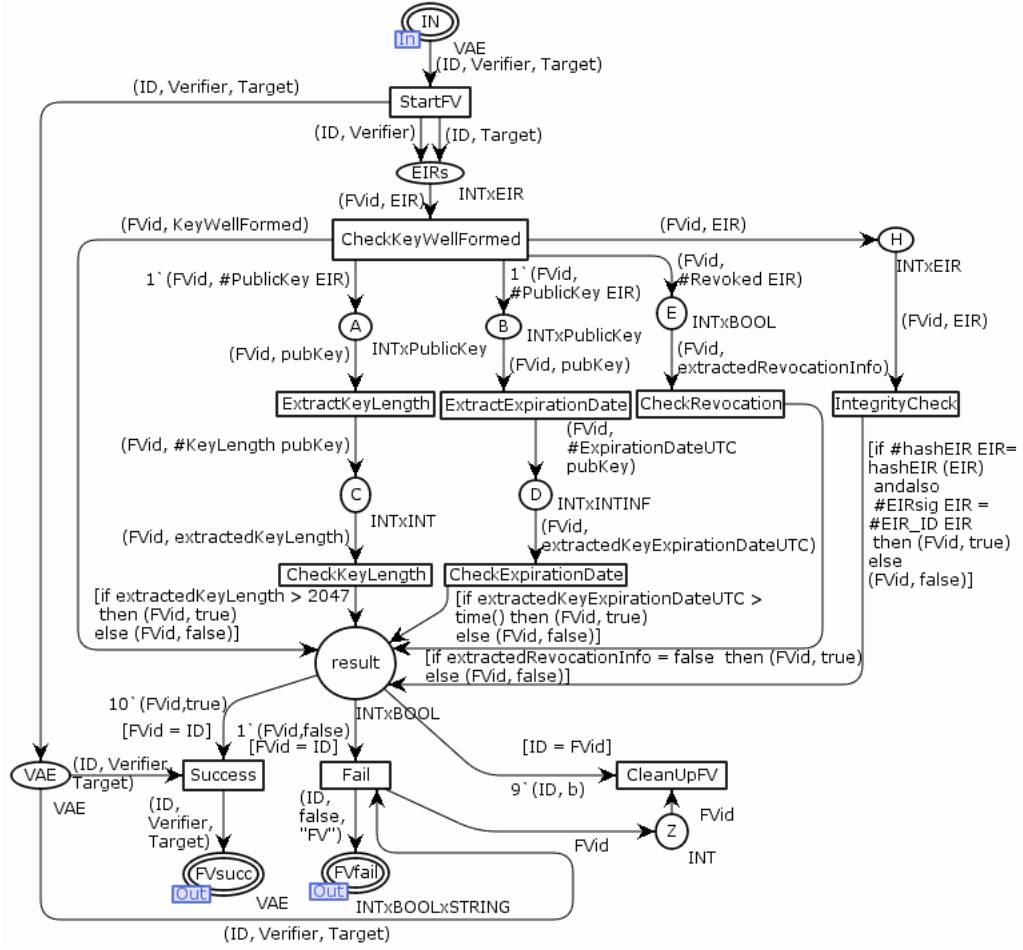 IN
In
VAE
(ID, Verifier, Target)
(ID, Verifier, Target)
StartFV
(ID, Verifier)
(ID, Target)
EIRs
INTxEIR
(FVid, EIR)
(FVid, KeyWellFormed)
CheckKeyWellFormed
(FVid, EIR)
H
INTxEIR
1`(FVid, #PublicKey EIR)
1`(FVid,
#PublicKey EIR)
(FVid,
#Revoked EIR)
A
INTxPublicKey
B
INTxPublicKey
E
INTxBOOL
(FVid, EIR)
(FVid, pubKey)
(FVid, pubKey)
(FVid,
extractedRevocationInfo)
ExtractKeyLength
ExtractExpirationDate
CheckRevocation
IntegrityCheck
(FVid, #KeyLength pubKey)
(FVid,
#ExpirationDateUTC
pubKey)
[if #hashEIR EIR=
hashEIR (EIR)
andalso
#EIRsig EIR =
#EIR_ID EIR
then (FVid, true)
else
(FVid, false)]
C
INTxINT
D
INTxINTINF
(FVid, extractedKeyLength)
(FVid,
extractedKeyExpirationDateUTC)
CheckKeyLength
CheckExpirationDate
[if extractedKeyLength > 2047
then (FVid, true)
else (FVid, false)]
[if extractedKeyExpirationDateUTC >
time() then (FVid, true)
else (FVid, false)]
result
[if extractedRevocationInfo = false then (FVid, true)
else (FVid, false)]
INTxBOOL
10`(FVid,true)
[FVid = ID]
1`(FVid,false)
[FVid = ID]
[ID = FVid]
9`(ID, b)
VAE
VAE
(ID, Verifier,
Target)
Success
Fail
CleanUpFV
(ID,
Verifier,
Target)
(ID,
false,
"FV")
FVid
FVid
Z
INT
FVsucc
Out
VAE
FVfail
Out
INTxBOOLxSTRING
(ID, Verifier, Target)